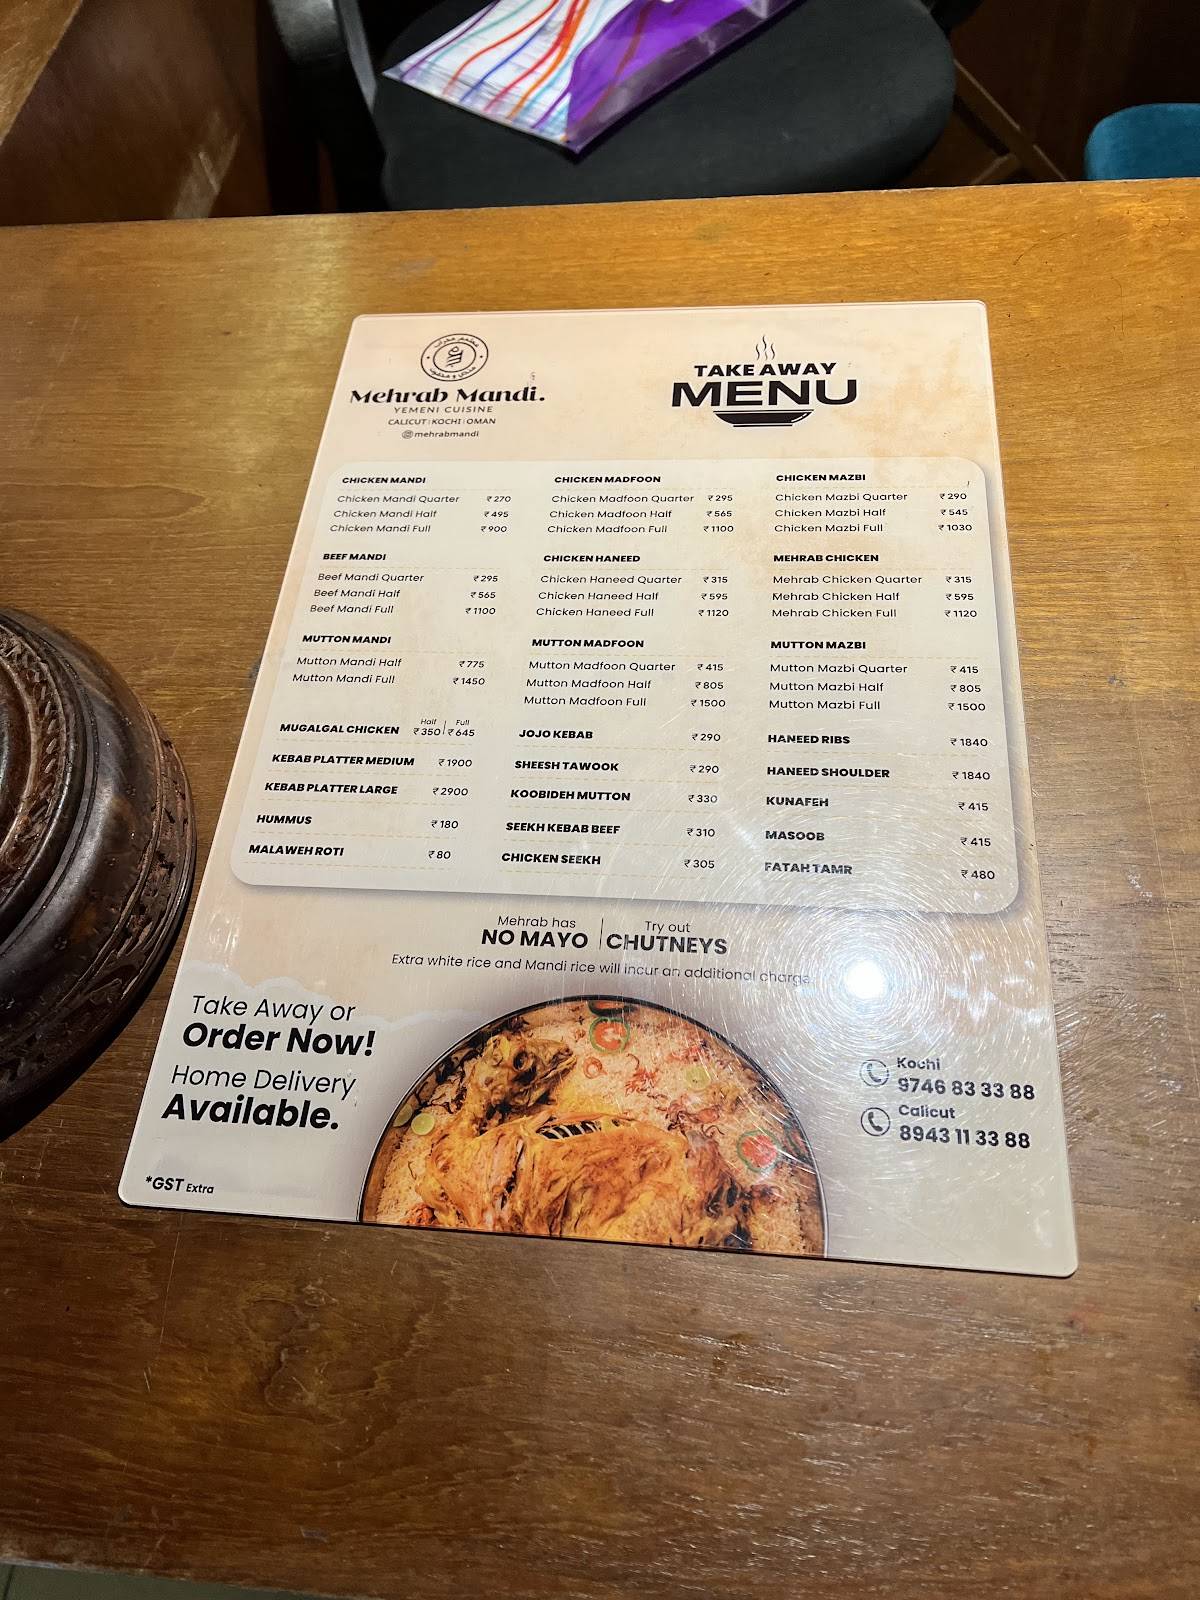 مطعم محراب
مندي و مدفون
Mehrab Mandi.
YEMENI CUISINE
CALICUT | KOCHI | OMAN
@mehrabmandi
TAKE AWAY
MENU
CHICKEN MANDI
Chicken Mandi Quarter ₹ 270
Chicken Mandi Half ₹ 495
Chicken Mandi Full ₹ 900
BEEF MANDI
Beef Mandi Quarter ₹ 295
Beef Mandi Half ₹ 565
Beef Mandi Full ₹ 1100
MUTTON MANDI
Mutton Mandi Half ₹ 775
Mutton Mandi Full ₹ 1450
Half | Full
MUGALGAL CHICKEN ₹ 350 | ₹ 645
KEBAB PLATTER MEDIUM ₹ 1900
KEBAB PLATTER LARGE ₹ 2900
HUMMUS ₹ 180
MALAWEH ROTI ₹ 80
CHICKEN MADFOON
Chicken Madfoon Quarter ₹ 295
Chicken Madfoon Half ₹ 565
Chicken Madfoon Full ₹ 1100
CHICKEN HANEED
Chicken Haneed Quarter ₹ 315
Chicken Haneed Half ₹ 595
Chicken Haneed Full ₹ 1120
MUTTON MADFOON
Mutton Madfoon Quarter ₹ 415
Mutton Madfoon Half ₹ 805
Mutton Madfoon Full ₹ 1500
JOJO KEBAB ₹ 290
SHEESH TAWOOK ₹ 290
KOOBIDEH MUTTON ₹ 330
SEEKH KEBAB BEEF ₹ 310
CHICKEN SEEKH ₹ 305
CHICKEN MAZBI
Chicken Mazbi Quarter ₹ 290
Chicken Mazbi Half ₹ 545
Chicken Mazbi Full ₹ 1030
MEHRAB CHICKEN
Mehrab Chicken Quarter ₹ 315
Mehrab Chicken Half ₹ 595
Mehrab Chicken Full ₹ 1120
MUTTON MAZBI
Mutton Mazbi Quarter ₹ 415
Mutton Mazbi Half ₹ 805
Mutton Mazbi Full ₹ 1500
HANEED RIBS ₹ 1840
HANEED SHOULDER ₹ 1840
KUNAFEH ₹ 415
MASOOB ₹ 415
FATAH TAMR ₹ 480
Mehrab has
NO MAYO
Try out
CHUTNEYS
Extra white rice and Mandi rice will incur an additional charge
Take Away or
Order Now!
Home Delivery
Available.
*GST Extra
Kochi
9746 83 33 88
Calicut
8943 11 33 88